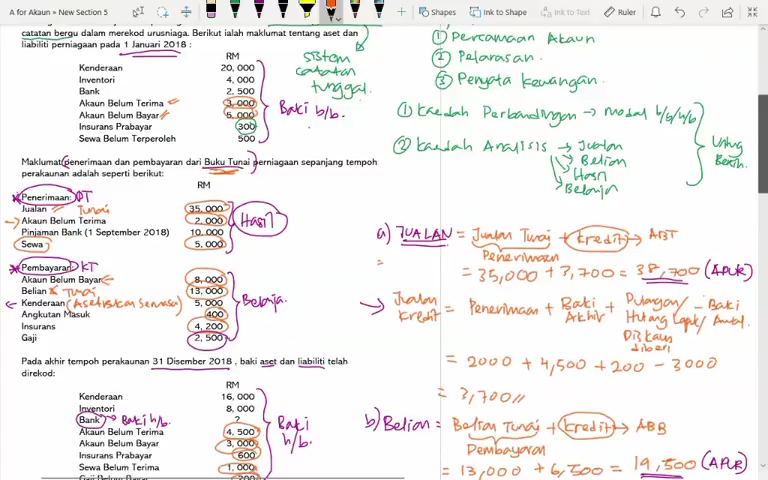 A for Akaun » New Section 5
Shapes
Ink to Shape
Ink to Text
Ruler
catatan bergu dalam merekod urusniaga. Berikut ialah maklumat tentang aset dan
liabiliti perniagaan pada 1 Januari 2018 :
RM
Kenderaan 20, 000
Inventori 4, 000
Bank 2, 500
Akaun Belum Terima 3, 000
Akaun Belum Bayar 5, 000
Insurans Prabayar 300
Sewa Belum Terperoleh 500
Baki b/b.
sistem
catatan
tunggal.
Maklumat penerimaan dan pembayaran dari Buku Tunai perniagaan sepanjang tempoh
perakaunan adalah seperti berikut:
RM
Penerimaan: DT
Jualan Tunai 35, 000
Akaun Belum Terima 2, 000
Pinjaman Bank (1 September 2018) 10, 000
Sewa 5, 000
Hasil
Pembayaran: KT
Akaun Belum Bayar 8, 000
Belian Tunai 13, 000
Kenderaan (Aset Bukan Semasa) 5, 000
Angkutan Masuk 400
Insurans 4, 200
Gaji 2, 500
Belanja.
Pada akhir tempoh perakaunan 31 Disember 2018 , baki aset dan liabiliti telah
direkod:
RM
Kenderaan 16, 000
Inventori 8, 000
Bank Baki h/b. ?
Akaun Belum Terima 4, 500
Akaun Belum Bayar 3, 000
Insurans Prabayar 600
Sewa Belum Terima 1, 000
Baki
h/b.
① Persamaan Akaun
② Pelarasan
③ Penyata Kewangan.
① Kaedah Perbandingan → modal b/b, h/b
② Kaedah Analisis → Jualan
Belian
Hasil
Belanja
Untung
Bersih.
a) JUALAN = Jualan Tunai + Kredit → ABT
Penerimaan
= 35,000 + 3,700 = 38,700 (APUR)
=
→ Jualan Kredit = Penerimaan + Baki Akhir + Pulangan/ Hutang Lapuk/ Diskaun diberi - Baki Awal.
= 2000 + 4,500 + 200 - 3000
= 3,700 //
b) Belian = Belian Tunai + Kredit → ABB
Pembayaran
= 13,000 + 6,500 = 19,500 (APUR)